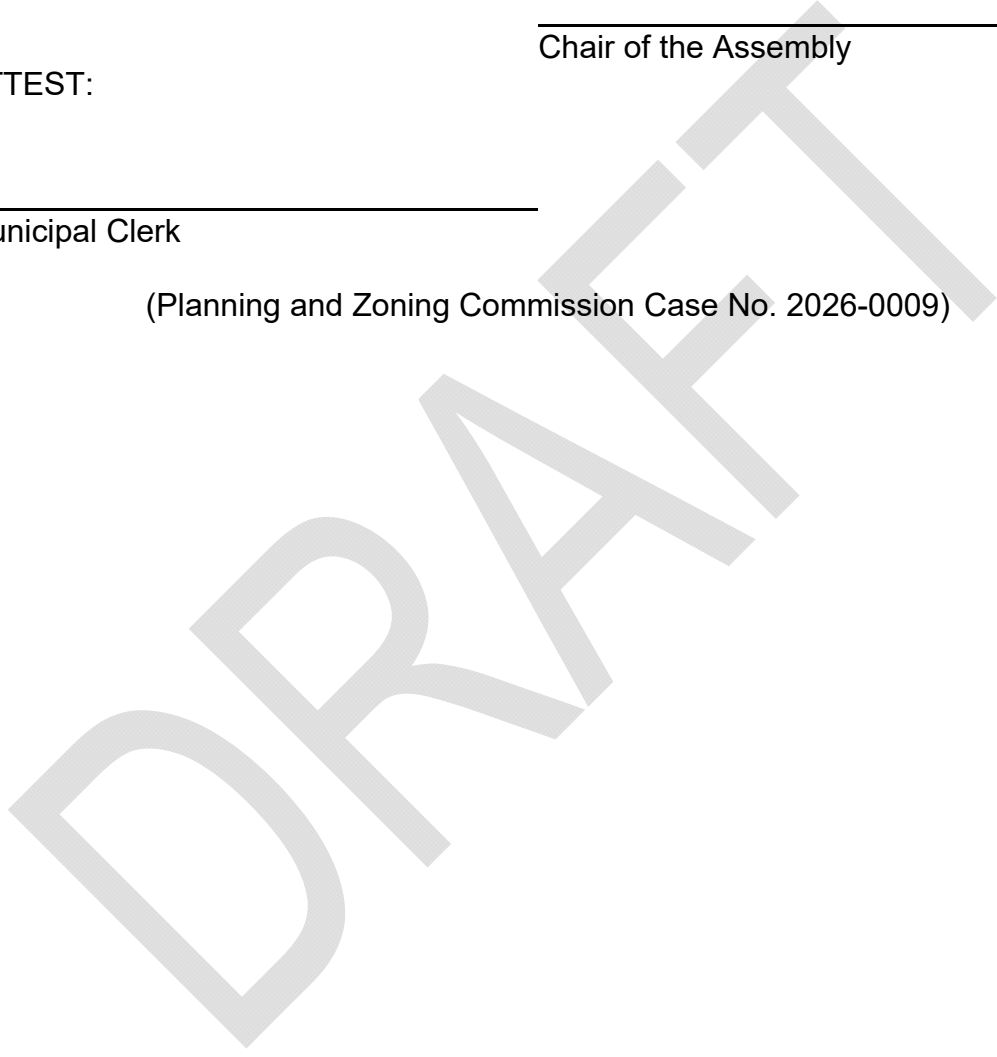 Chair of the Assembly
TTEST:
unicipal Clerk
(Planning and Zoning Commission Case No. 2026-0009)
DRAFT